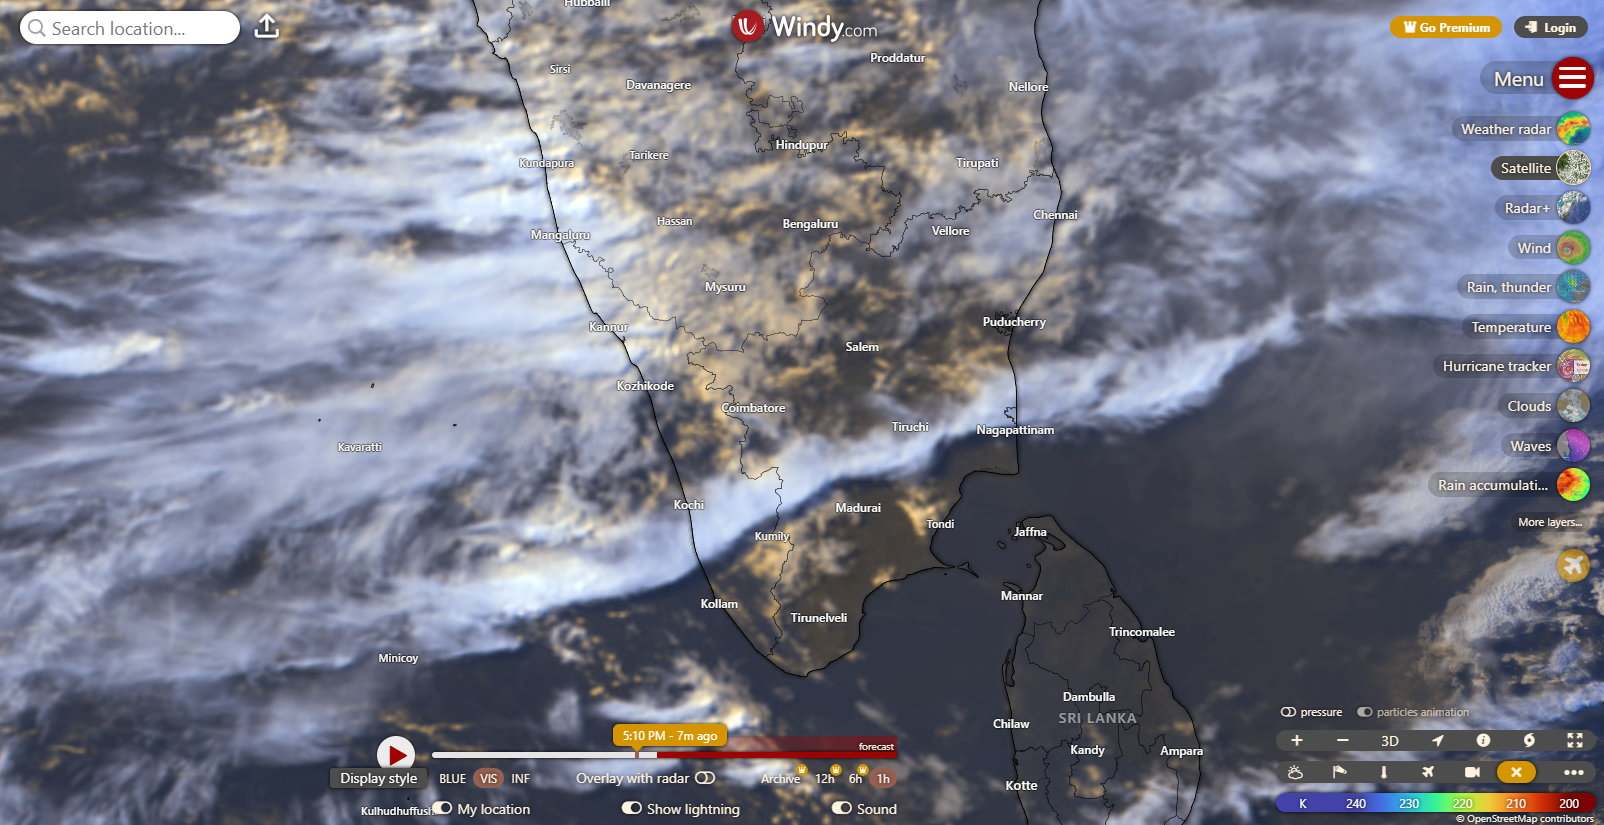 Hubballi
Search location...
Windy.com
Go Premium
Login
Proddatur
Sirsi
Davanagere
Nellore
Menu
Weather radar
Hindupur
Kundapura
Tarikere
Tirupati
Satellite
Radar+
Chennai
Hassan
Bengaluru
Vellore
Mangaluru
Wind
Mysuru
Rain, thunder
Kannur
Puducherry
Temperature
Salem
Hurricane tracker
Kozhikode
Coimbatore
Clouds
Tiruchi
Nagapattinam
Kavaratti
Waves
Rain accumulati...
Kochi
Madurai
Tondi
Jaffna
More layers...
Kumily
Mannar
Kollam
Tirunelveli
Trincomalee
Minicoy
Dambulla
SRI LANKA
pressure
particles animation
Chilaw
5:10 PM - 7m ago
forecast
Kandy
Ampara
3D
Display style
BLUE
VIS
INF
Overlay with radar
Archive
12h
6h
1h
Kotte
Kulhudhuffush
My location
Show lightning
Sound
K 240 230 220 210 200
© OpenStreetMap contributors